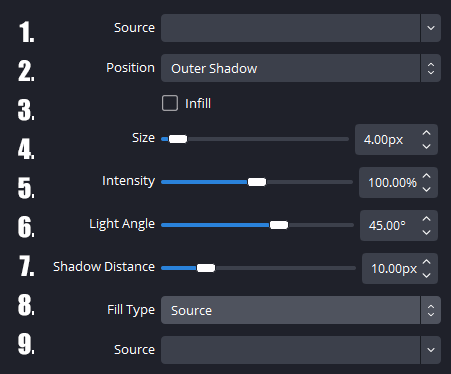 1. Source
2. Position Outer Shadow
3. Infill
4. Size 4.00px
5. Intensity 100.00%
6. Light Angle 45.00°
7. Shadow Distance 10.00px
8. Fill Type Source
9. Source